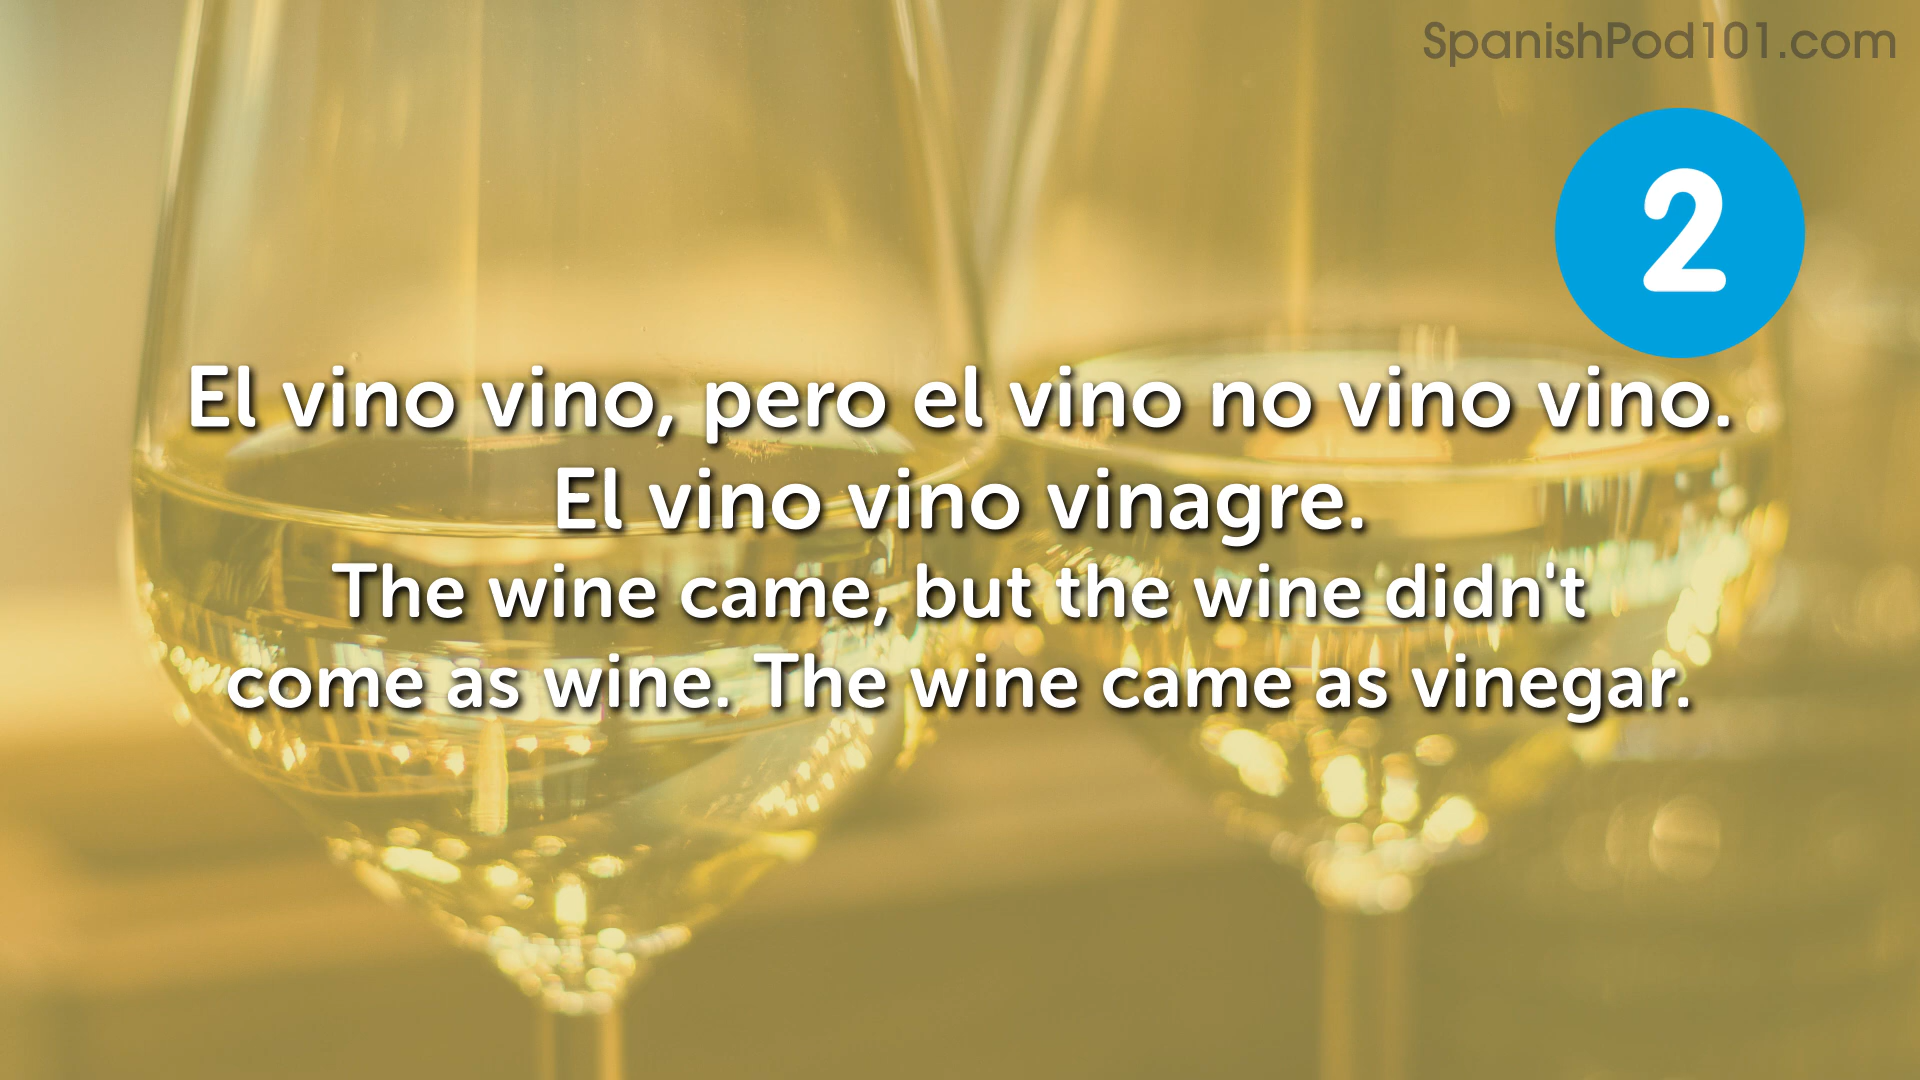 SpanishPod101.com
2
El vino vino, pero el vino no vino vino.
El vino vino vinagre.
The wine came, but the wine didn't
come as wine. The wine came as vinegar.